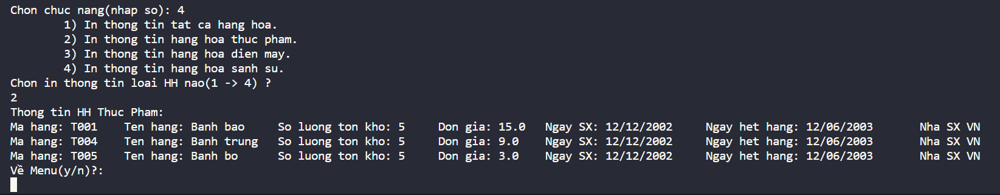 Chon chuc nang(nhap so): 4
1) In thong tin tat ca hang hoa.
2) In thong tin hang hoa thuc pham.
3) In thong tin hang hoa dien may.
4) In thong tin hang hoa sanh su.
Chon in thong tin loai HH nao(1 -> 4) ?
2
Thong tin HH Thuc Pham:
Ma hang: T001 Ten hang: Banh bao So luong ton kho: 5 Don gia: 15.0 Ngay SX: 12/12/2002 Ngay het hang: 12/06/2003 Nha SX VN
Ma hang: T004 Ten hang: Banh trung So luong ton kho: 5 Don gia: 9.0 Ngay SX: 12/12/2002 Ngay het hang: 12/06/2003 Nha SX VN
Ma hang: T005 Ten hang: Banh bo So luong ton kho: 5 Don gia: 3.0 Ngay SX: 12/12/2002 Ngay het hang: 12/06/2003 Nha SX VN
Về Menu(y/n)?: